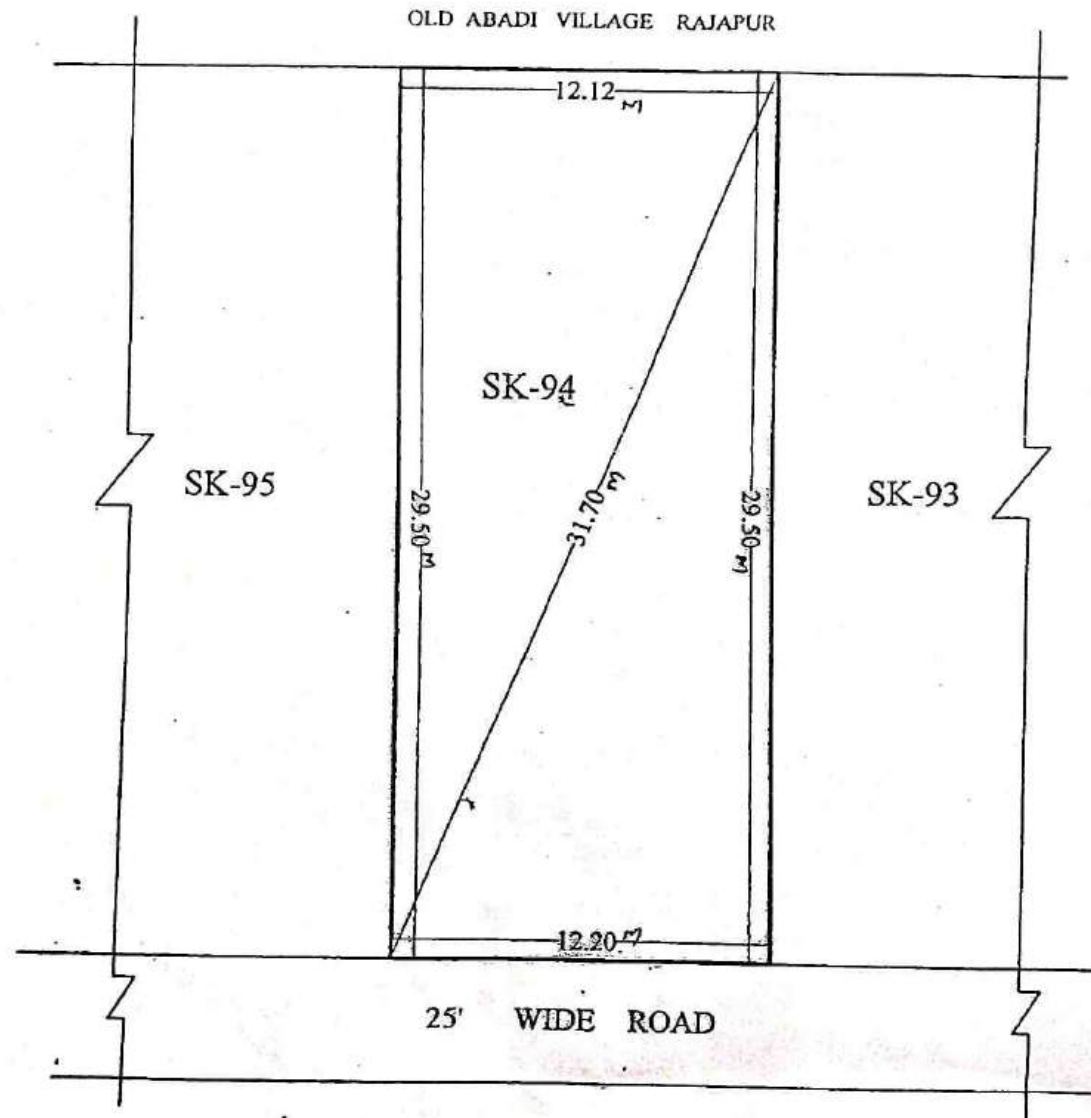 OLD ABADI VILLAGE RAJAPUR
12.12 M
SK-94
SK-95
SK-93
29.50 M
31.70 M
29.50 M
12.20 M
25' WIDE ROAD